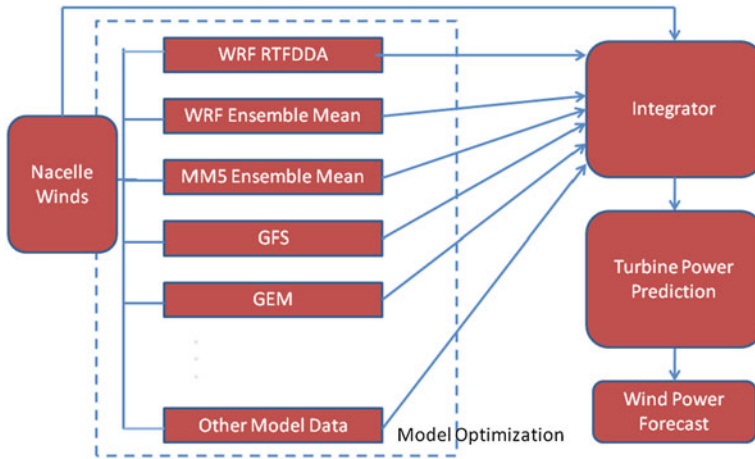 WRF RTFDDA
WRF Ensemble Mean
MM5 Ensemble Mean
GFS
GEM
Other Model Data
Model Optimization
Nacelle
Winds
Integrator
Turbine Power
Prediction
Wind Power
Forecast